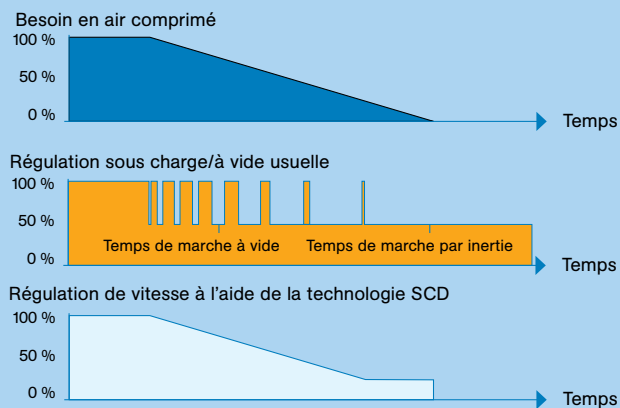 Besoin en air comprimé
100 %
50 %
0 %
Temps
Régulation sous charge/à vide usuelle
100 %
50 %
Temps de marche à vide
Temps de marche par inertie
0 %
Temps
Régulation de vitesse à l'aide de la technologie SCD
100 %
50 %
0 %
Temps